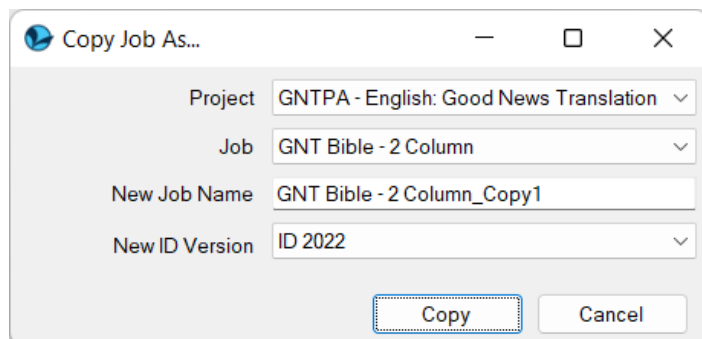 Copy Job As...
Project GNTPA - English: Good News Translation
Job GNT Bible - 2 Column
New Job Name GNT Bible - 2 Column_Copy1
New ID Version ID 2022
Copy Cancel